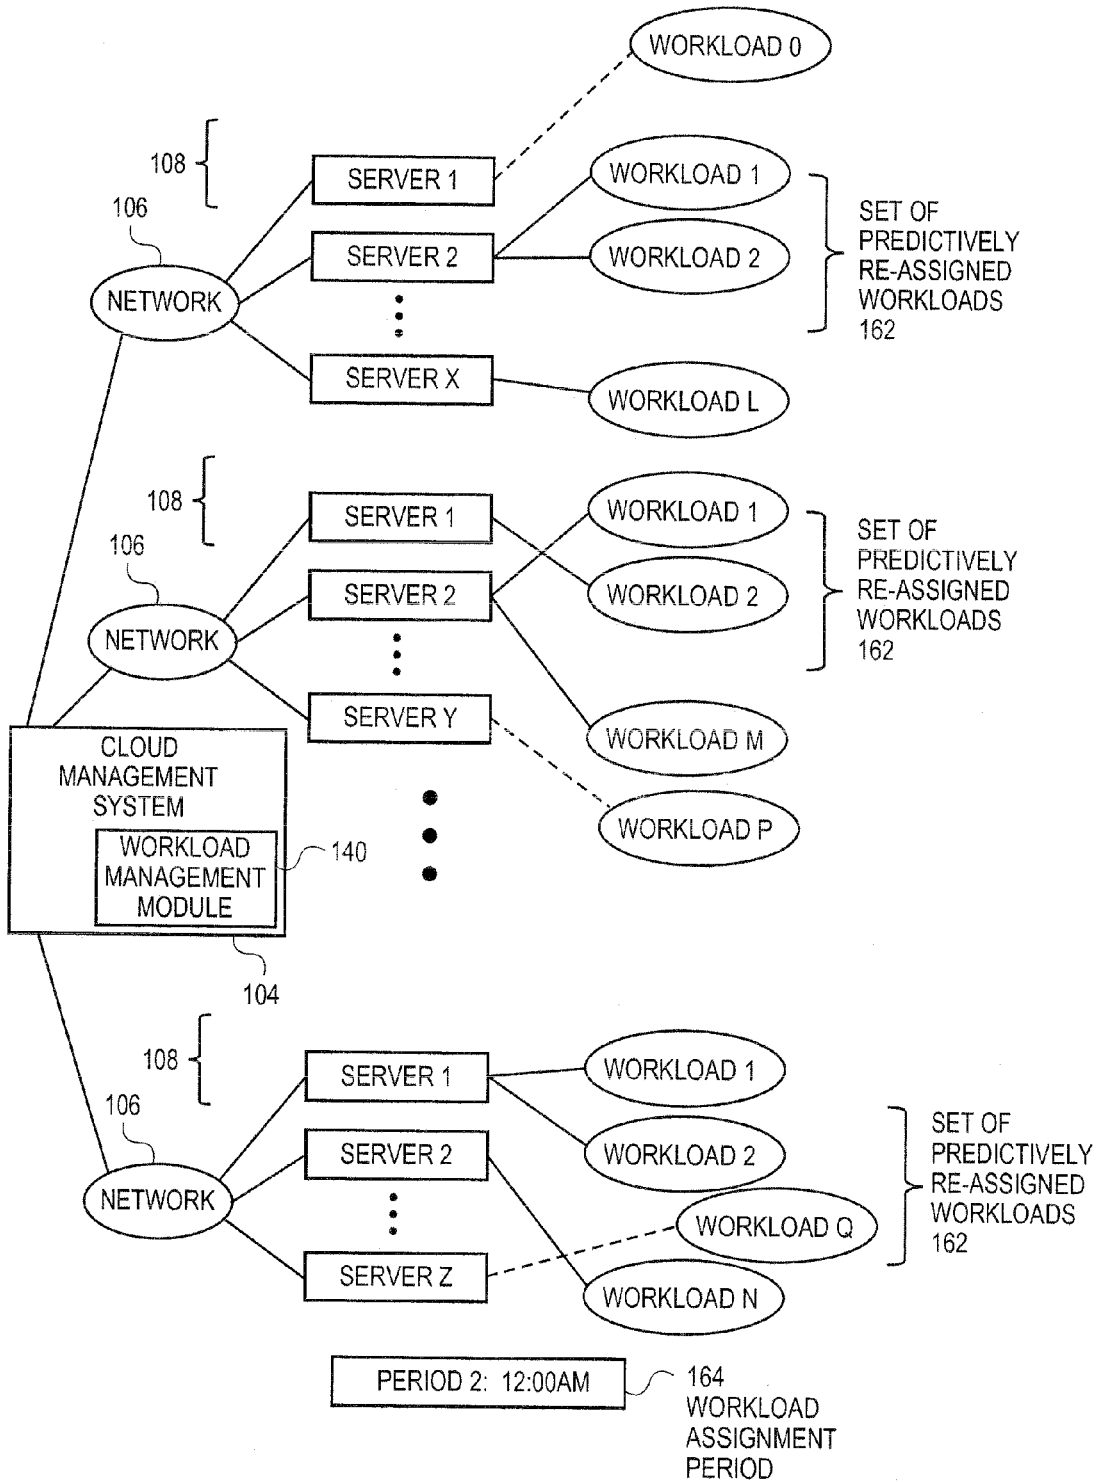 WORKLOAD 0
108
SERVER 1
WORKLOAD 1
106
SET OF
PREDICTIVELY
RE-ASSIGNED
WORKLOADS
162
SERVER 2
WORKLOAD 2
NETWORK
SERVER X
WORKLOAD L
108
SERVER 1
WORKLOAD 1
106
SET OF
PREDICTIVELY
RE-ASSIGNED
WORKLOADS
162
SERVER 2
WORKLOAD 2
NETWORK
SERVER Y
WORKLOAD M
CLOUD
MANAGEMENT
SYSTEM
WORKLOAD P
WORKLOAD
MANAGEMENT
MODULE
140
104
108
SERVER 1
WORKLOAD 1
106
SET OF
PREDICTIVELY
RE-ASSIGNED
WORKLOADS
162
SERVER 2
WORKLOAD 2
NETWORK
WORKLOAD Q
SERVER Z
WORKLOAD N
PERIOD 2: 12:00AM
164
WORKLOAD
ASSIGNMENT
PERIOD